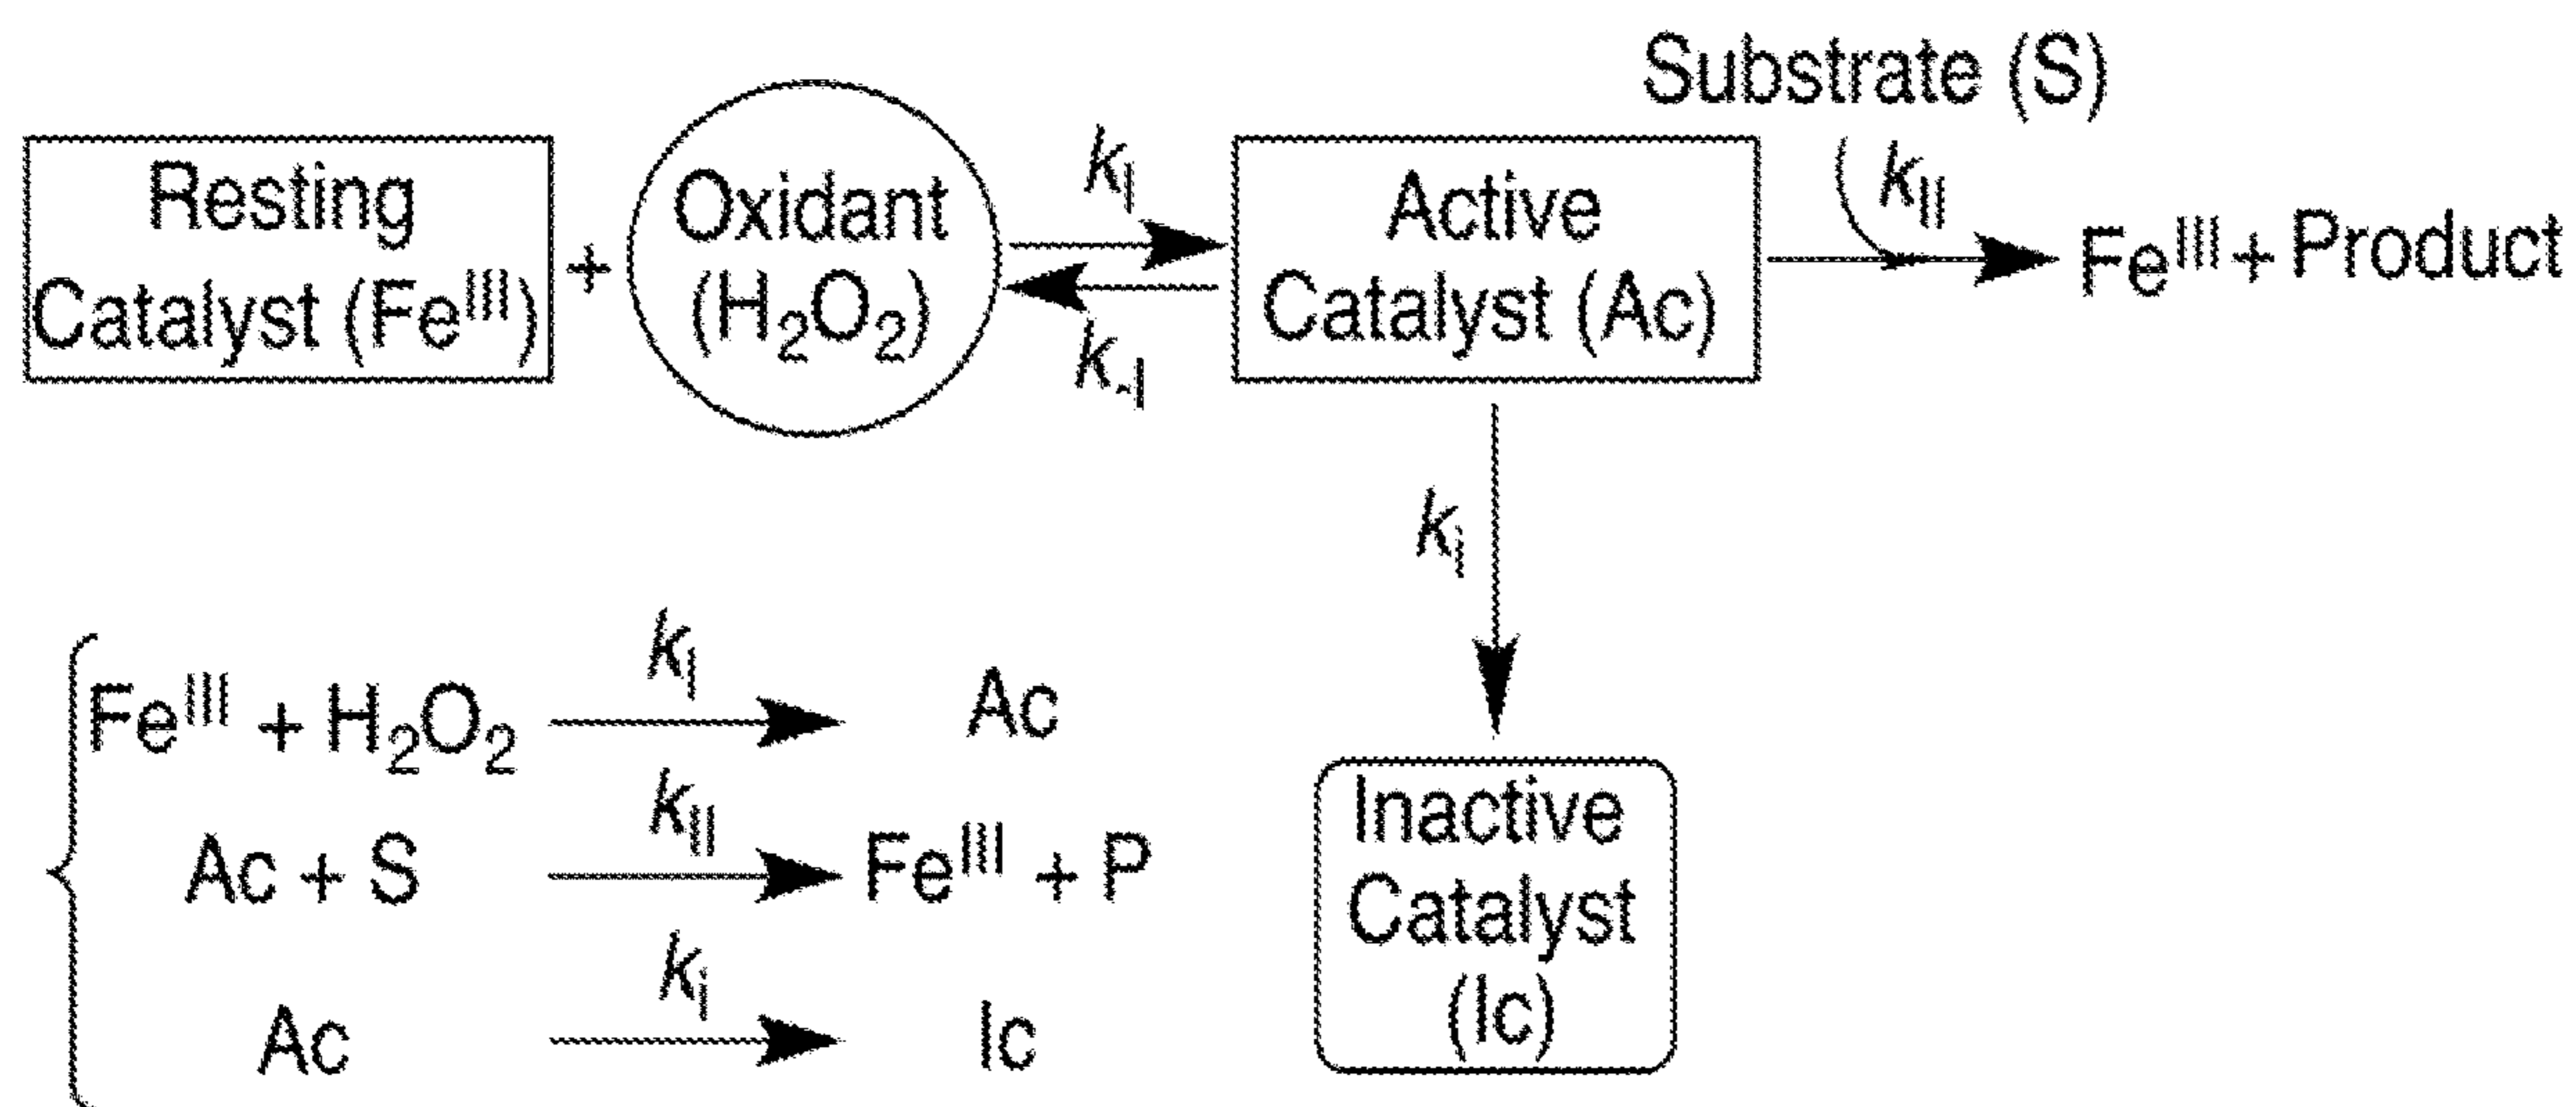 Substrate (S)
Resting
Catalyst (Fe^III)
+
Oxidant
(H₂O₂)
k_I
k_-I
Active
Catalyst (Ac)
k_II
Fe^III + Product
k_i
Fe^III + H₂O₂ k_I Ac
Ac + S k_II Fe^III + P
Ac k_i Ic
Inactive
Catalyst
(Ic)